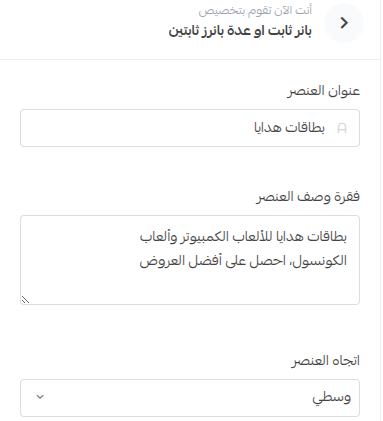 أنت الآن تقوم بتخصيص
بانر ثابت او عدة بانرز ثابتين
عنوان العنصر
بطاقات هدايا
فقرة وصف العنصر
بطاقات هدايا للألعاب الكمبيوتر وألعاب
الكونسول، احصل على أفضل العروض
اتجاه العنصر
وسطي